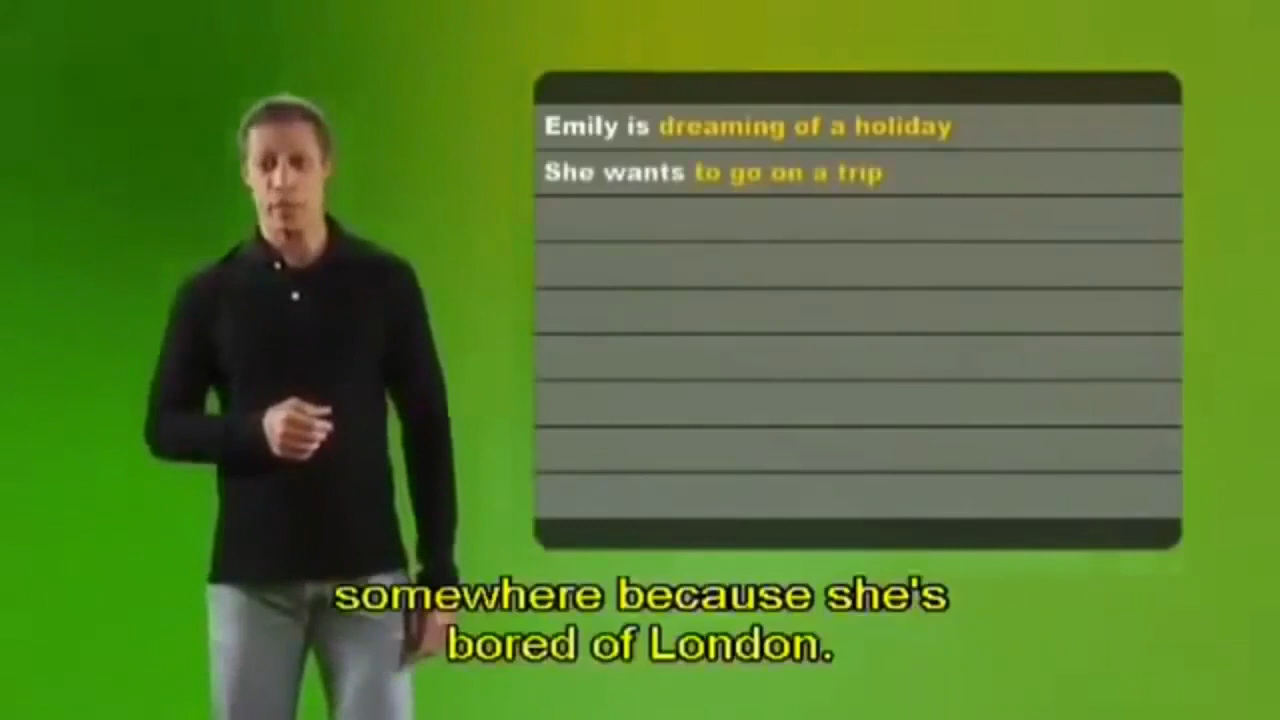 Emily is dreaming of a holiday
She wants to go on a trip
somewhere because she's
bored of London.